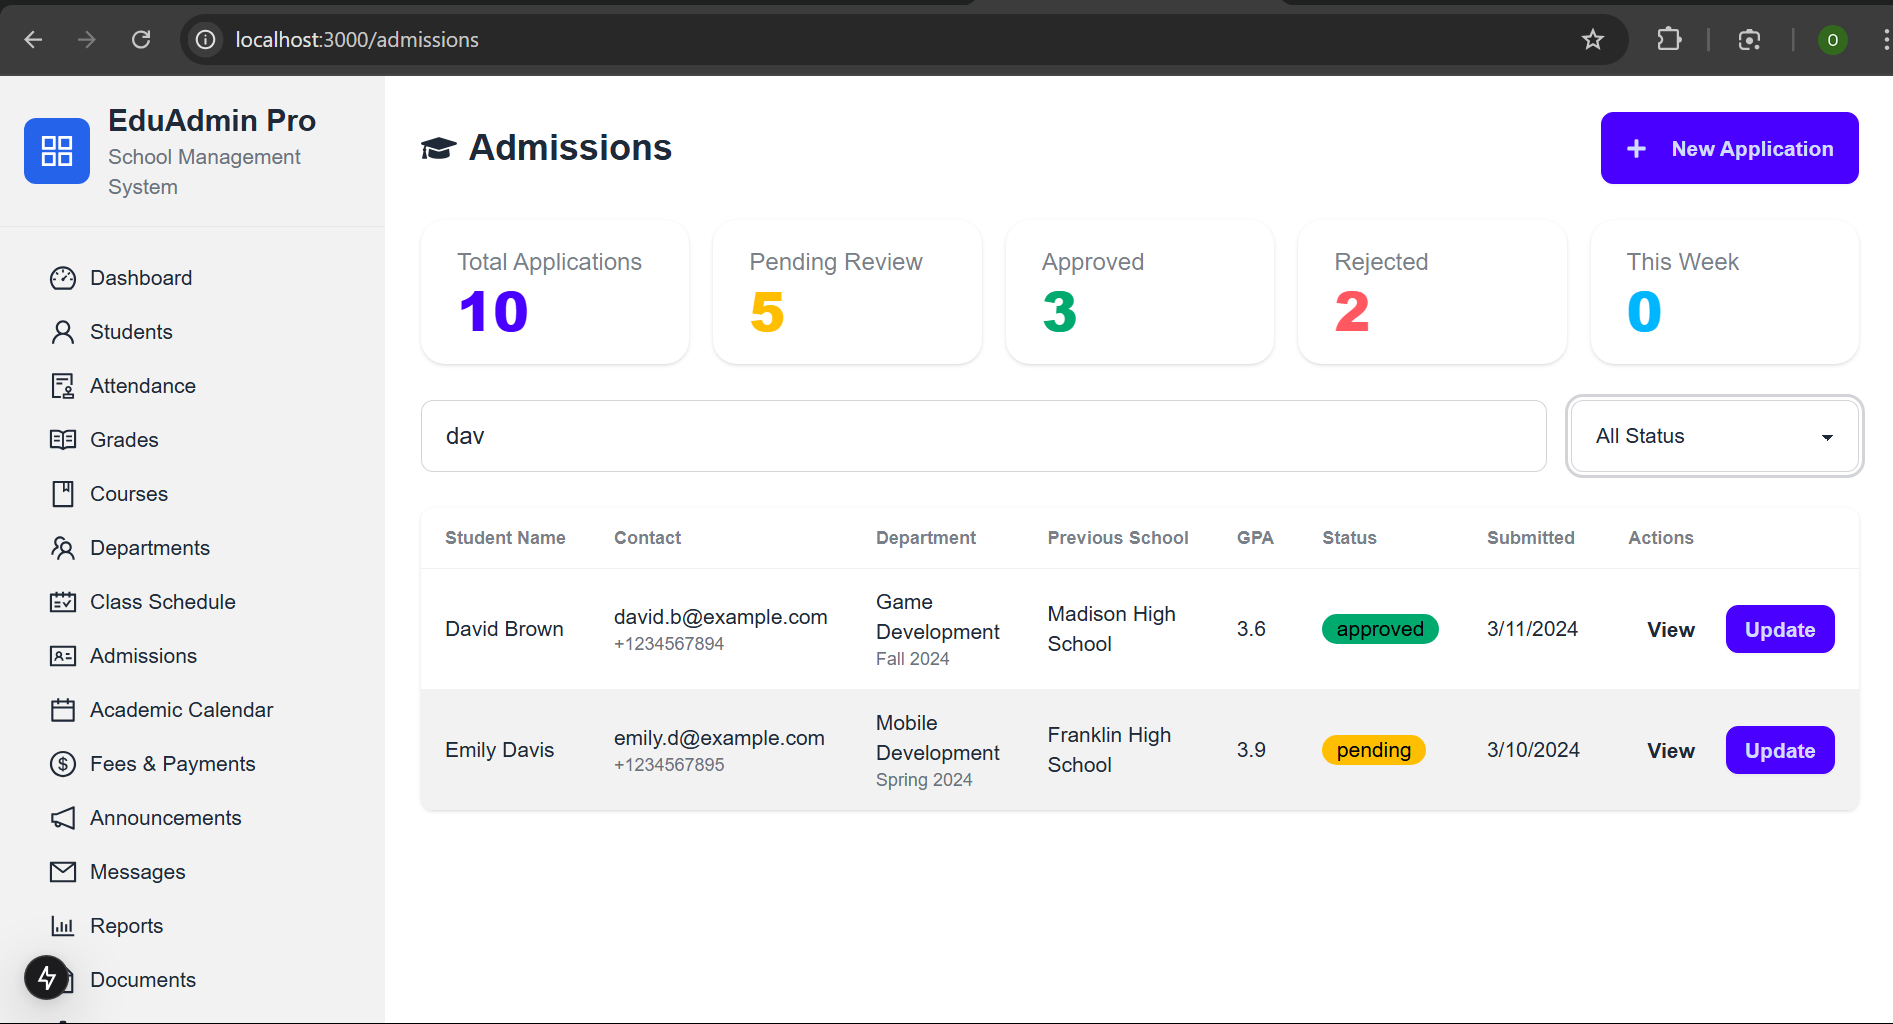 localhost:3000/admissions
O
EduAdmin Pro
School Management
System
Dashboard
Students
Attendance
Grades
Courses
Departments
Class Schedule
Admissions
Academic Calendar
Fees & Payments
Announcements
Messages
Reports
Documents
Admissions
+ New Application
Total Applications
10
Pending Review
5
Approved
3
Rejected
2
This Week
0
dav
All Status
Student Name Contact Department Previous School GPA Status Submitted Actions
David Brown
david.b@example.com
+1234567894
Game
Development
Fall 2024
Madison High
School
3.6
approved
3/11/2024
View
Update
Emily Davis
emily.d@example.com
+1234567895
Mobile
Development
Spring 2024
Franklin High
School
3.9
pending
3/10/2024
View
Update